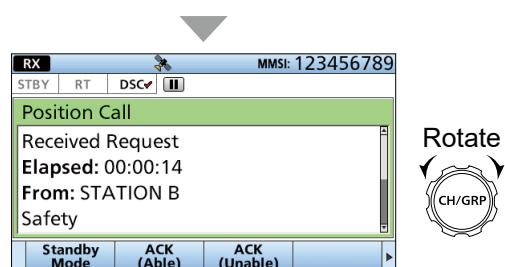 RX MMSI: 123456789
STBY RT DSC
Position Call
Received Request
Elapsed: 00:00:14
From: STATION B
Safety
Standby Mode
ACK (Able)
ACK (Unable)
Rotate
CH/GRP